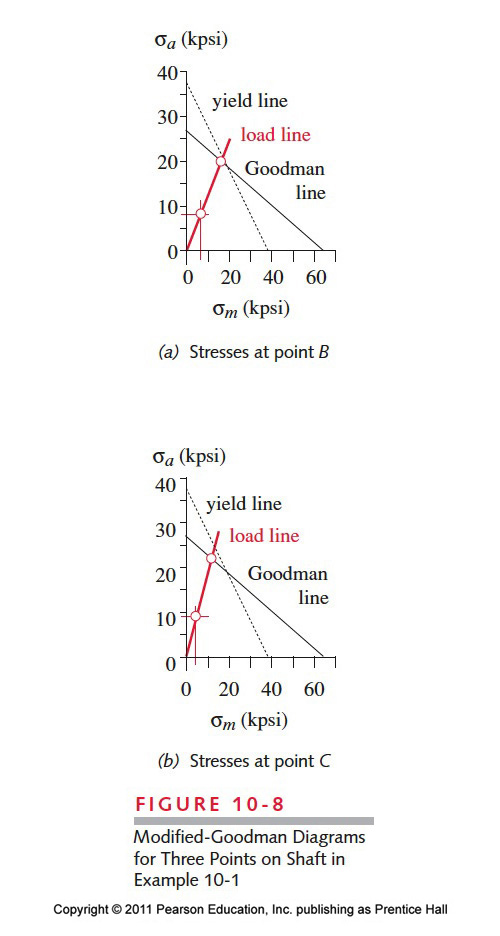 σa (kpsi)
40
yield line
30
load line
20
Goodman
line
10
0
0 20 40 60
σm (kpsi)
(a) Stresses at point B
σa (kpsi)
40
yield line
30
load line
20
Goodman
line
10
0
0 20 40 60
σm (kpsi)
(b) Stresses at point C
FIGURE 10-8
Modified-Goodman Diagrams
for Three Points on Shaft in
Example 10-1
Copyright © 2011 Pearson Education, Inc. publishing as Prentice Hall